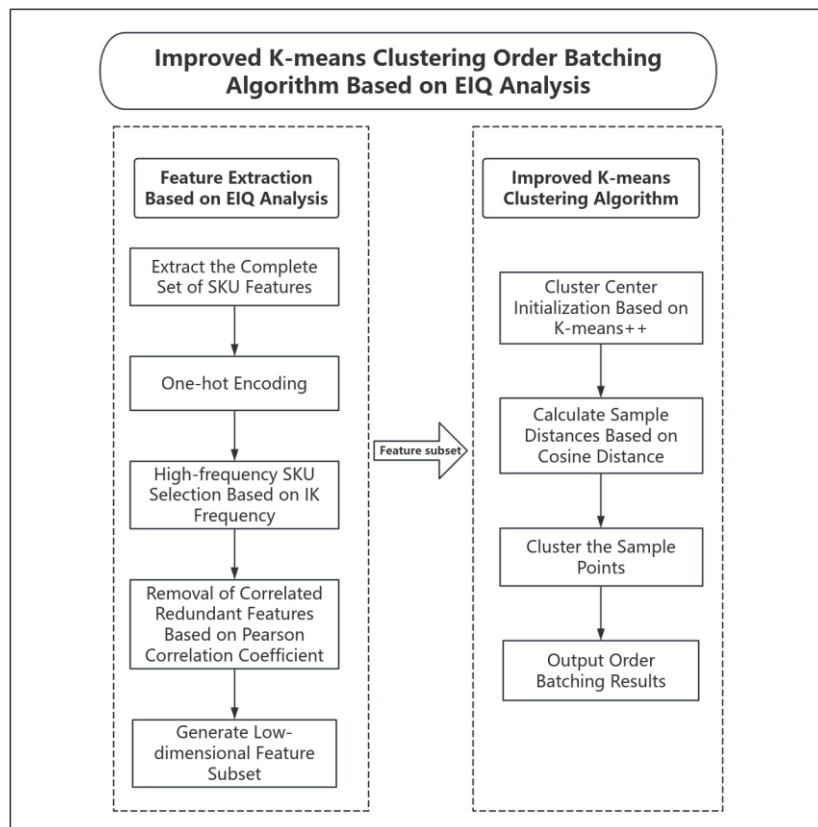 Improved K-means Clustering Order Batching
Algorithm Based on EIQ Analysis
Feature Extraction
Based on EIQ Analysis
Extract the Complete
Set of SKU Features
One-hot Encoding
High-frequency SKU
Selection Based on IK
Frequency
Removal of Correlated
Redundant Features
Based on Pearson
Correlation Coefficient
Generate Low-
dimensional Feature
Subset
Feature subset
Improved K-means
Clustering Algorithm
Cluster Center
Initialization Based on
K-means++
Calculate Sample
Distances Based on
Cosine Distance
Cluster the Sample
Points
Output Order
Batching Results